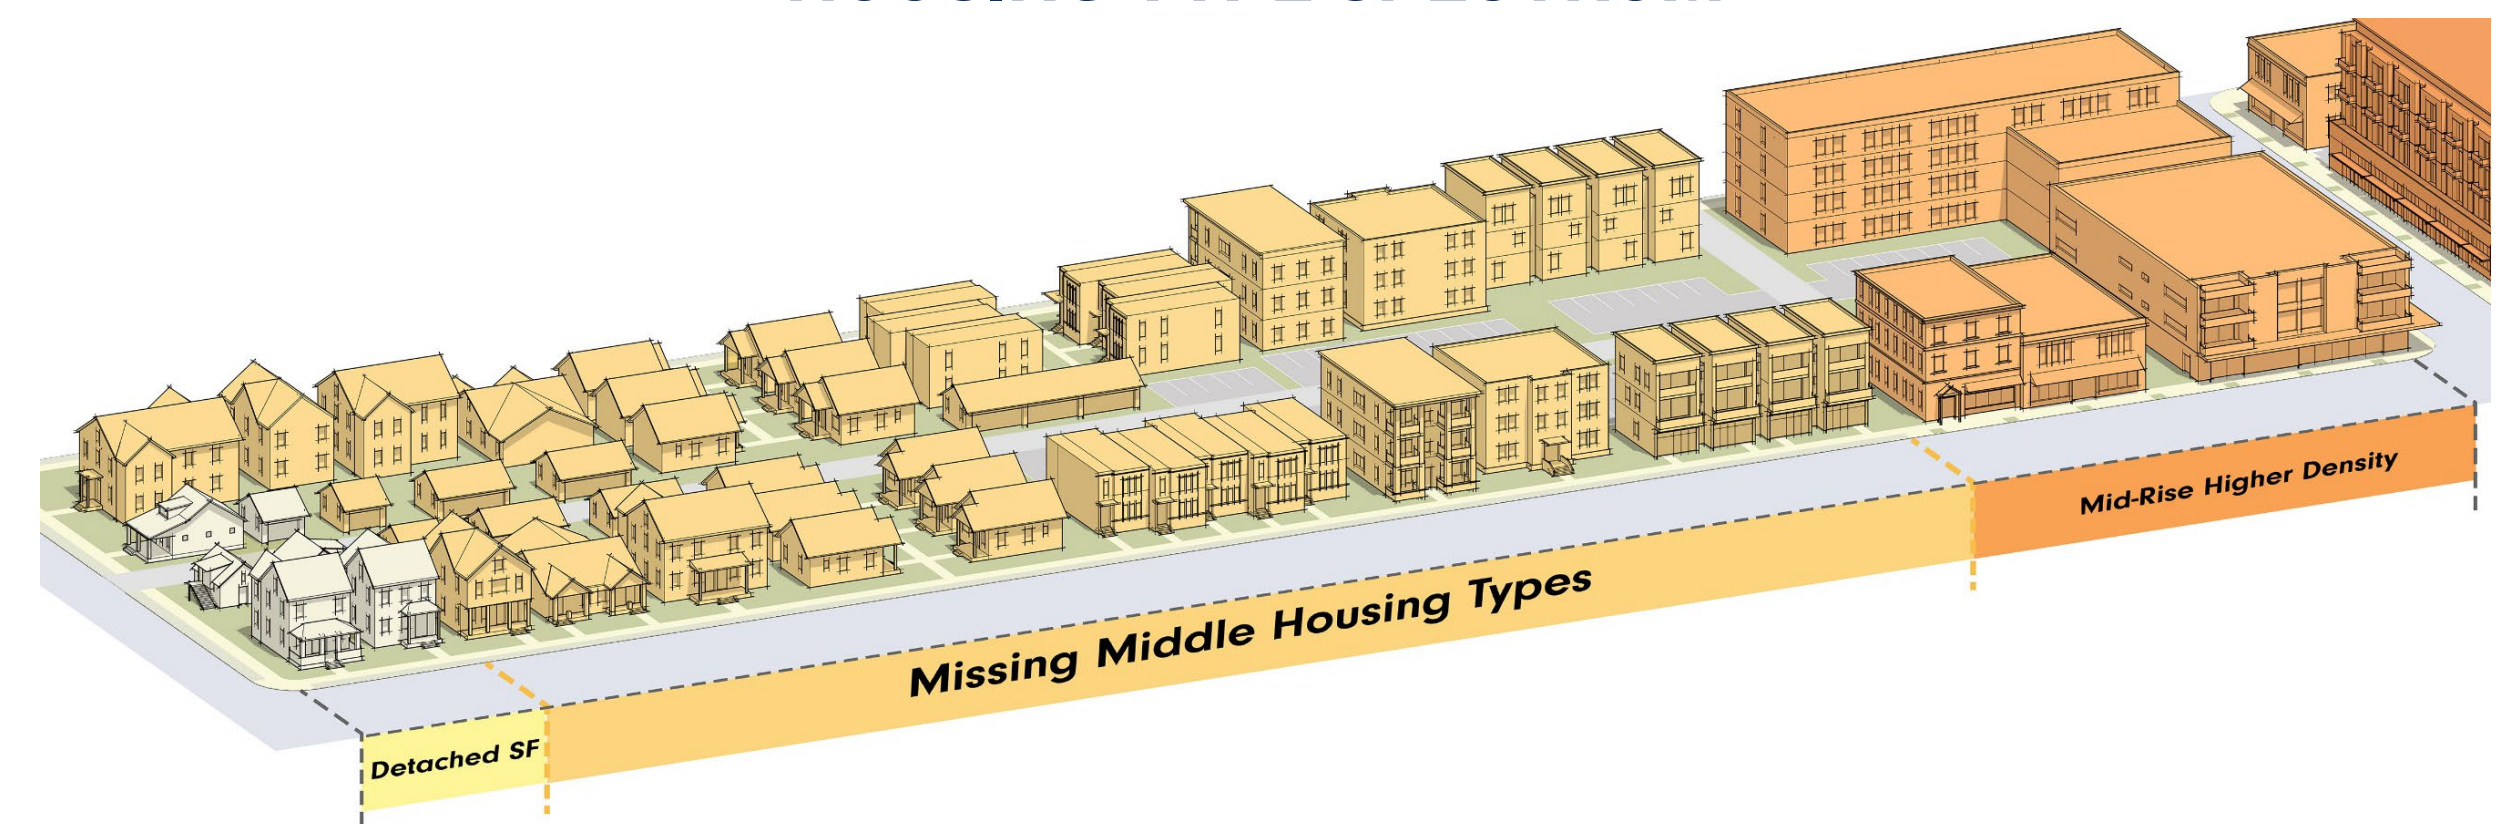 Mid-Rise Higher Density
Missing Middle Housing Types
Detached SF